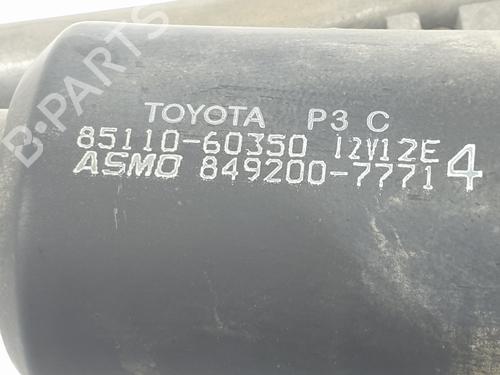 B-PARTS
TOYOTA P3 C
85110-60350 12V12E
ASMO 849200-7771 4